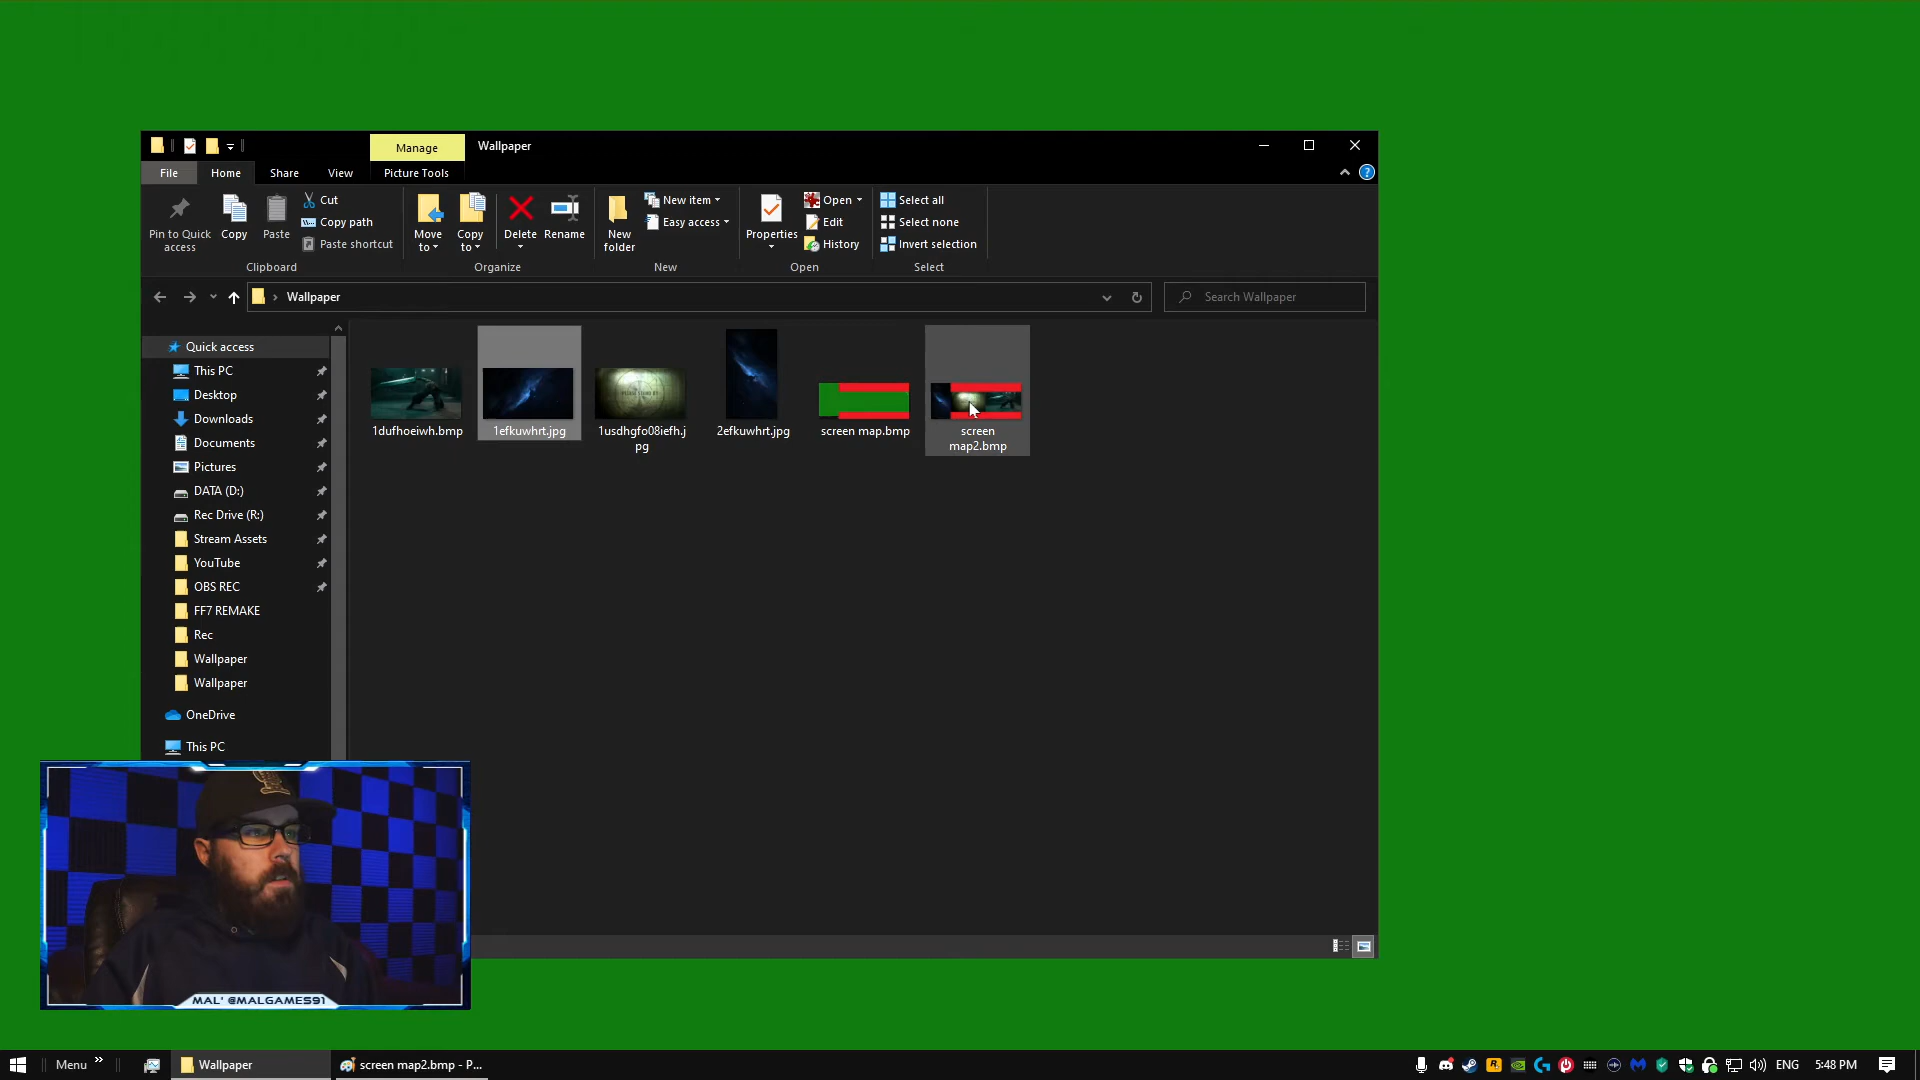 Manage
Wallpaper
File
Home
Share
View
Picture Tools
Pin to Quick
access
Copy
Paste
Cut
Copy path
Paste shortcut
Clipboard
Move
to
Copy
to
Delete
Rename
Organize
New
folder
New item
Easy access
New
Properties
Open
Edit
History
Open
Select all
Select none
Invert selection
Select
Wallpaper
Search Wallpaper
Quick access
This PC
Desktop
Downloads
Documents
Pictures
DATA (D:)
Rec Drive (R:)
Stream Assets
YouTube
OBS REC
FF7 REMAKE
Rec
Wallpaper
Wallpaper
OneDrive
This PC
1dufhoeiwh.bmp
1efkuwhrt.jpg
1usdhgfo08iefh.j
pg
2efkuwhrt.jpg
screen map.bmp
screen
map2.bmp
MAL' @MALGAMES91
Menu
Wallpaper
screen map2.bmp - P...
ENG
5:48 PM